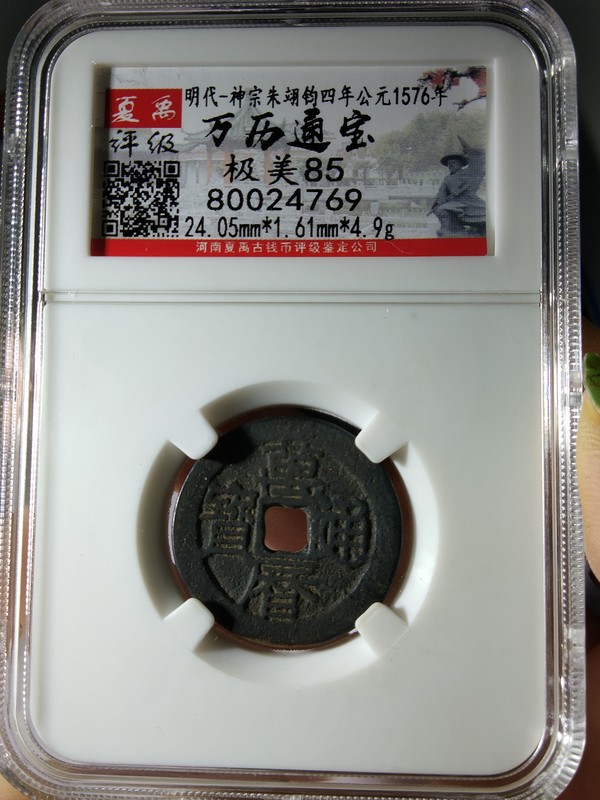 夏禹
评级
明代-神宗朱翊钧四年公元1576年
万历通宝
极美85
80024769
24.05mm*1.61mm*4.9g
河南夏禹古钱币评级鉴定公司
萬曆通寶